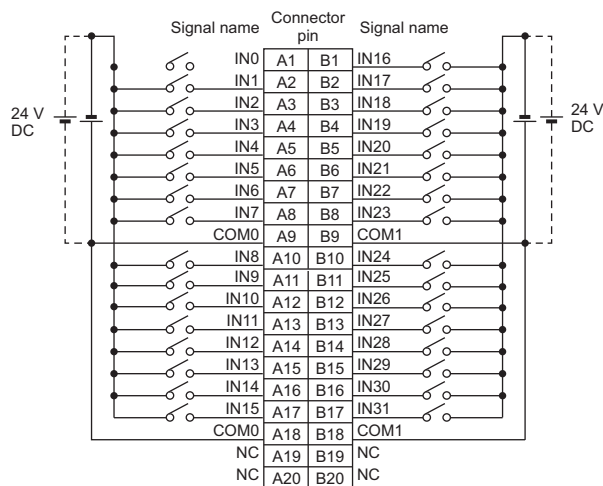 Signal name Connector pin Signal name
24 V DC 24 V DC
IN0 A1 B1 IN16
IN1 A2 B2 IN17
IN2 A3 B3 IN18
IN3 A4 B4 IN19
IN4 A5 B5 IN20
IN5 A6 B6 IN21
IN6 A7 B7 IN22
IN7 A8 B8 IN23
COM0 A9 B9 COM1
IN8 A10 B10 IN24
IN9 A11 B11 IN25
IN10 A12 B12 IN26
IN11 A13 B13 IN27
IN12 A14 B14 IN28
IN13 A15 B15 IN29
IN14 A16 B16 IN30
IN15 A17 B17 IN31
COM0 A18 B18 COM1
NC A19 B19 NC
NC A20 B20 NC